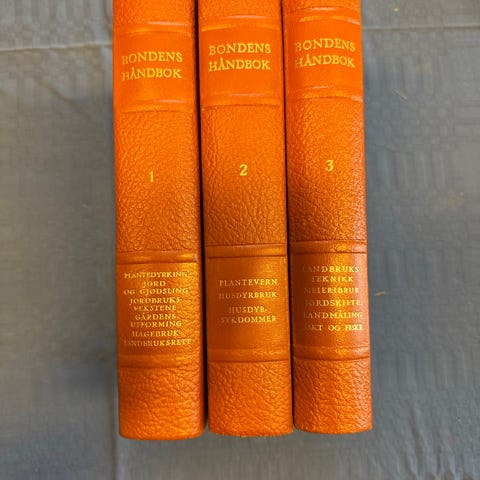 BONDENS
HÅNDBOK
1
PLANTEDYRKING
JORD
OG GJØDSLING
JORDBRUKS
VEKSTENE
GÅRDENS
UTFORMING
HAGEBRUK
LANDBRUKSRETT
BONDENS
HÅNDBOK
2
PLANTEVERN
HUSDYRBRUK
HUSDYR
SYKDOMMER
BONDENS
HÅNDBOK
3
LANDBRUKS
TEKNIKK
MEIERIBRUK
JORDSKIFTE
LANDMÅLING
JAKT OG FISKE